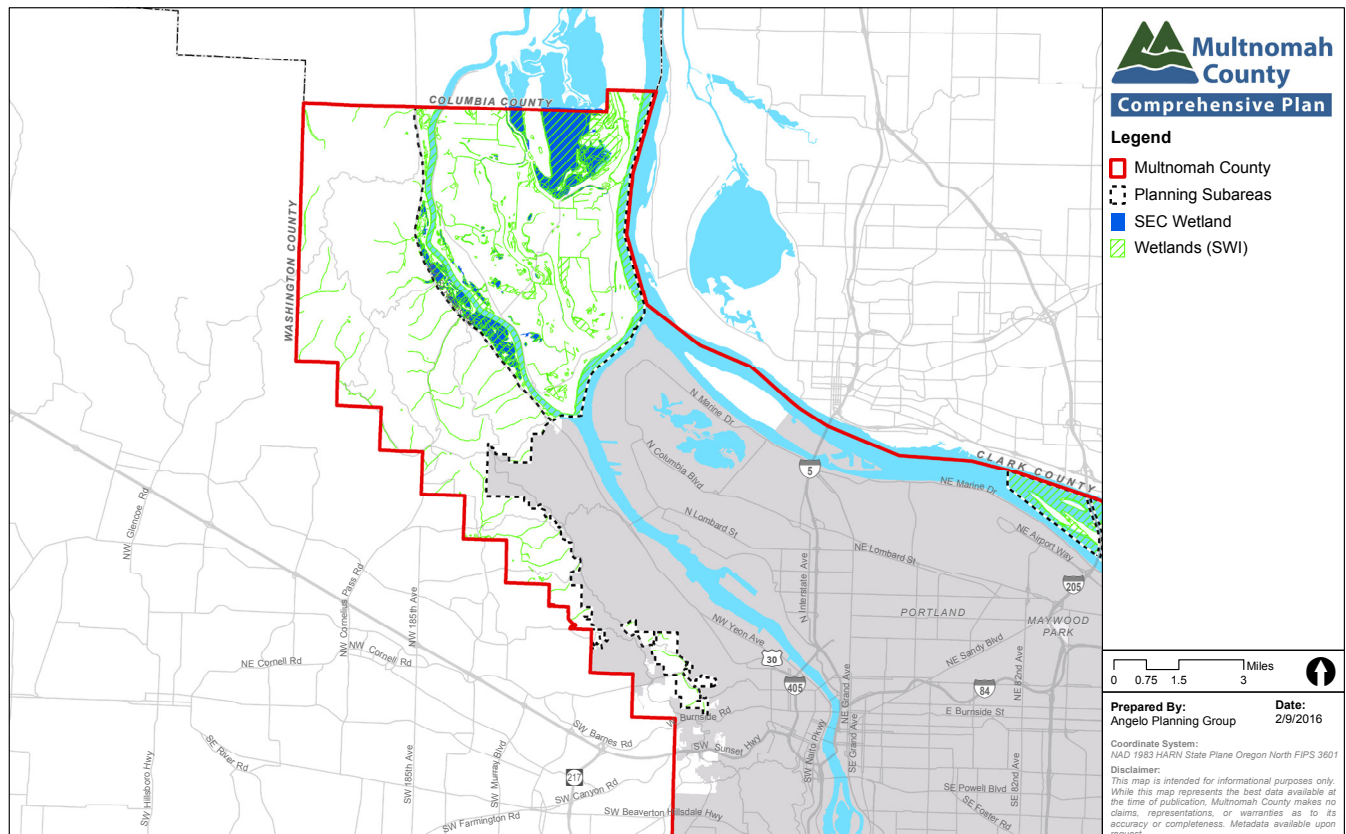 COLUMBIA COUNTY
WASHINGTON COUNTY
CLARK COUNTY
N Marine Dr.
N Columbia Blvd
5
NE Marine Dr
N Lombard St
NE Lombard St
NE Airport Way
205
N Interstate Ave
PORTLAND
MAYWOOD
PARK
NW Glencoe Rd
NW Cornelius Pass Rd
NW 185th Ave
NW Yeon Ave
NE Sandy Blvd
NE Cornell Rd
NW Cornell Rd
30
405
84
NE 82nd Ave
NE Grand Ave
E Burnside St
W Burnside Rd
SW Barnes Rd
SW Sunset Hwy
SW Naito Pkwy
SE Grand Ave
SE River Rd
SW Hillsboro Hwy
SW 185th Ave
SW Murray Blvd
217
SW Canyon Rd
SE Powell Blvd
SE 82nd Ave
SE Foster Rd
SW Farmington Rd
SW Beaverton Hillsdale Hwy
Multnomah
County
Comprehensive Plan
Legend
Multnomah County
Planning Subareas
SEC Wetland
Wetlands (SWI)
Miles
0 0.75 1.5 3
Prepared By:
Angelo Planning Group
Date:
2/9/2016
Coordinate System:
NAD 1983 HARN State Plane Oregon North FIPS 3601
Disclaimer:
This map is intended for informational purposes only.
While this map represents the best data available at
the time of publication, Multnomah County makes no
claims, representations, or warranties as to its
accuracy or completeness. Metadata available upon
request.